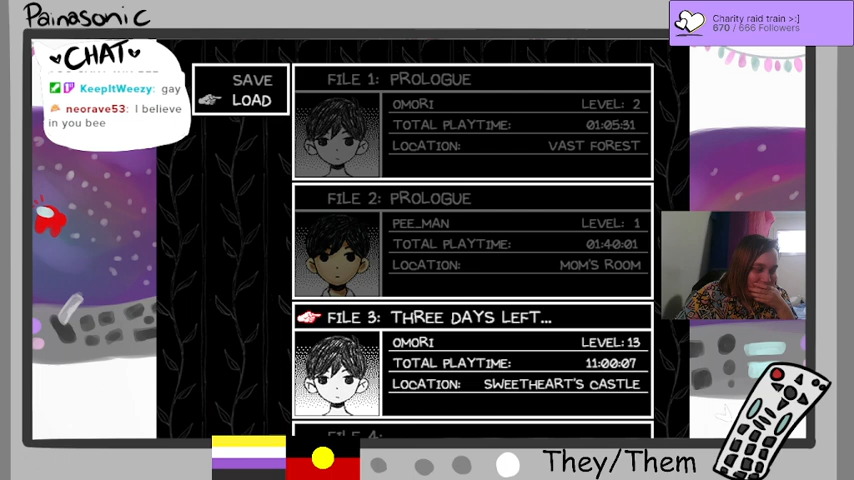 Painasonic
CHAT
KeepItWeezy: gay
neorave53: I believe
in you bee
SAVE
LOAD
FILE 1: PROLOGUE
OMORI LEVEL: 2
TOTAL PLAYTIME: 01:05:31
LOCATION: VAST FOREST
FILE 2: PROLOGUE
PEE_MAN LEVEL: 1
TOTAL PLAYTIME: 01:40:01
LOCATION: MOM'S ROOM
FILE 3: THREE DAYS LEFT...
OMORI LEVEL: 13
TOTAL PLAYTIME: 11:00:07
LOCATION: SWEETHEART'S CASTLE
FILE 4:
Charity raid train >:]
670 / 666 Followers
They/Them